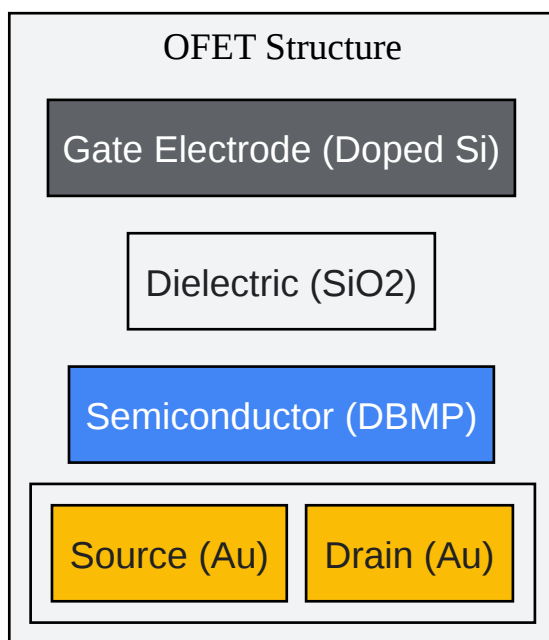 OFET Structure
Gate Electrode (Doped Si)
Dielectric (SiO2)
Semiconductor (DBMP)
Source (Au)
Drain (Au)